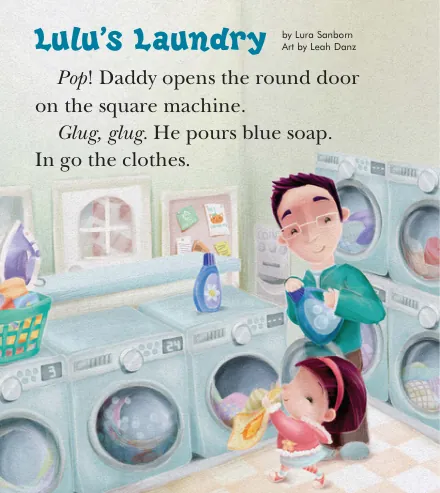 Lulu's Laundry
by Lura Sanborn
Art by Leah Danz
Pop! Daddy opens the round door
on the square machine.
Glug, glug. He pours blue soap.
In go the clothes.
3
24